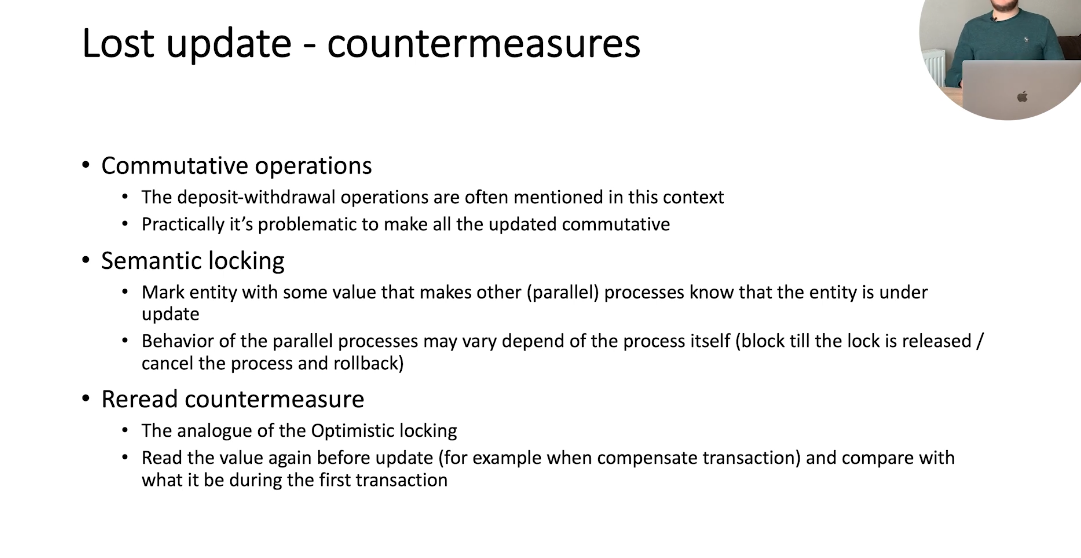 Lost update - countermeasures
• Commutative operations
• The deposit-withdrawal operations are often mentioned in this context
• Practically it's problematic to make all the updated commutative
• Semantic locking
• Mark entity with some value that makes other (parallel) processes know that the entity is under
update
• Behavior of the parallel processes may vary depend of the process itself (block till the lock is released /
cancel the process and rollback)
• Reread countermeasure
• The analogue of the Optimistic locking
• Read the value again before update (for example when compensate transaction) and compare with
what it be during the first transaction